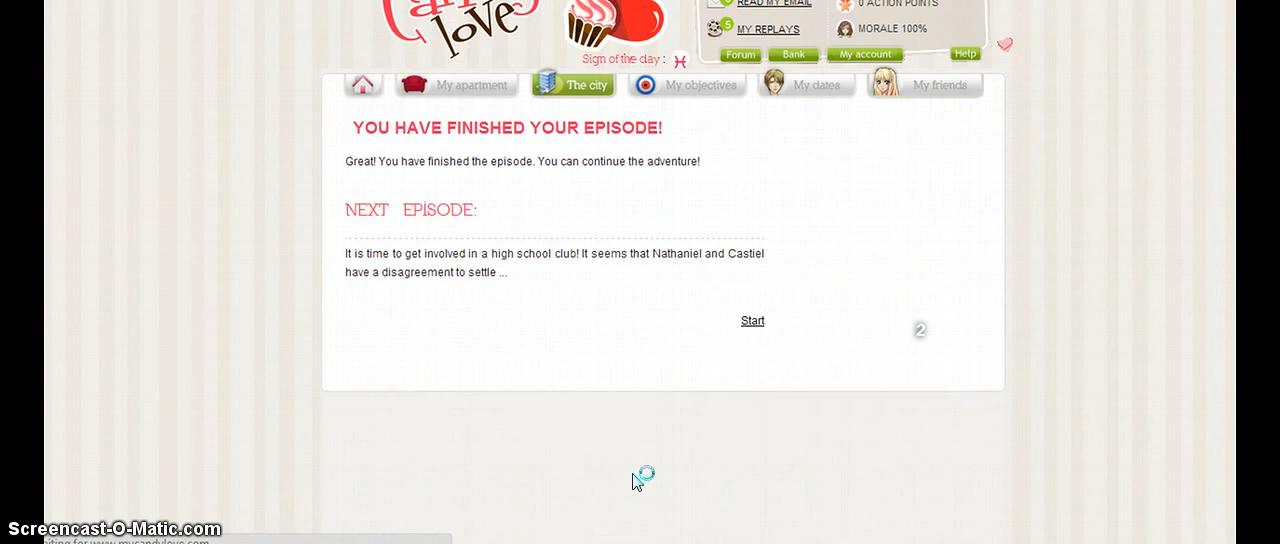 Candy
love
READ MY EMAIL
0 ACTION POINTS
5
MY REPLAYS
MORALE 100%
Forum
Bank
My account
Help
Sign of the day : ♓
My apartment
The city
My objectives
My dates
My friends
YOU HAVE FINISHED YOUR EPISODE!
Great! You have finished the episode. You can continue the adventure!
NEXT EPISODE:
It is time to get involved in a high school club! It seems that Nathaniel and Castiel
have a disagreement to settle ...
Start
2
Screencast-O-Matic.com